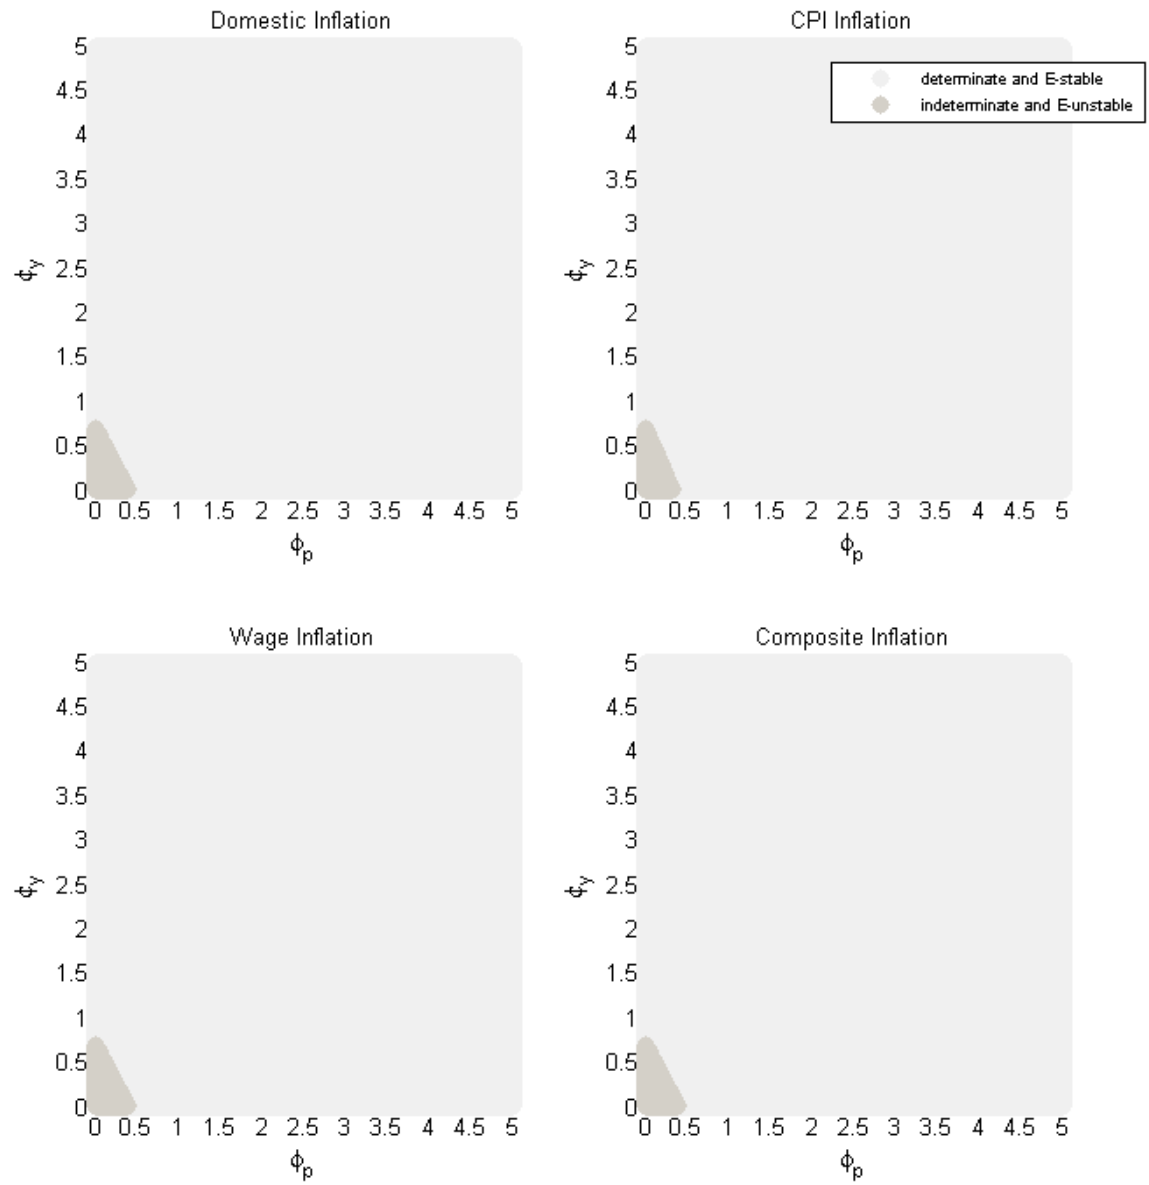 Domestic Inflation
5
4.5
4
3.5
3
ϕy 2.5
2
1.5
1
0.5
0
0 0.5 1 1.5 2 2.5 3 3.5 4 4.5 5
ϕp
CPI Inflation
determinate and E-stable
indeterminate and E-unstable
5
4.5
4
3.5
3
ϕy 2.5
2
1.5
1
0.5
0
0 0.5 1 1.5 2 2.5 3 3.5 4 4.5 5
ϕp
Wage Inflation
5
4.5
4
3.5
3
ϕy 2.5
2
1.5
1
0.5
0
0 0.5 1 1.5 2 2.5 3 3.5 4 4.5 5
ϕp
Composite Inflation
5
4.5
4
3.5
3
ϕy 2.5
2
1.5
1
0.5
0
0 0.5 1 1.5 2 2.5 3 3.5 4 4.5 5
ϕp